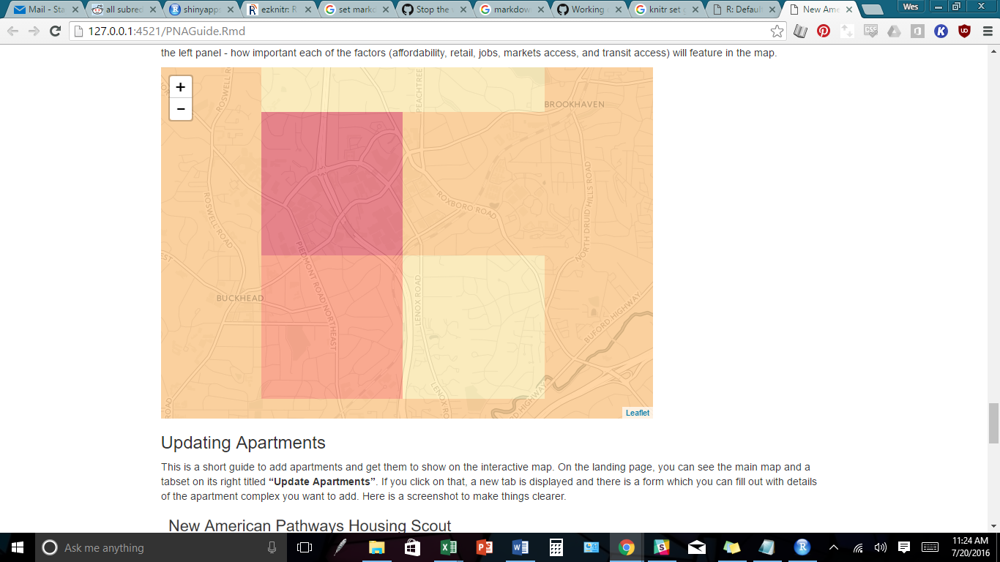 Mail - Sta
all subred
shinyapps
ezknitr: R
set markd
Stop the
markdow
Working
knitr set g
R: Defaul
New Ame
Wes
127.0.0.1:4521/PNAGuide.Rmd
the left panel - how important each of the factors (affordability, retail, jobs, markets access, and transit access) will feature in the map.
+
−
ROSWELL R
PEACHTREE
BROOKHAVEN
ROSWELL ROAD
ROXBORO ROAD
NORTH DRUID HILLS ROAD
PIEDMONT ROAD NORTHEAST
EST
BUCKHEAD
LENOX ROAD
BUFORD HIGHWAY
LENOX RO
RD HIGHWAY
ROAD
Leaflet
Updating Apartments
This is a short guide to add apartments and get them to show on the interactive map. On the landing page, you can see the main map and a
tabset on its right titled “Update Apartments”. If you click on that, a new tab is displayed and there is a form which you can fill out with details
of the apartment complex you want to add. Here is a screenshot to make things clearer.
New American Pathways Housing Scout
Ask me anything
11:24 AM
7/20/2016